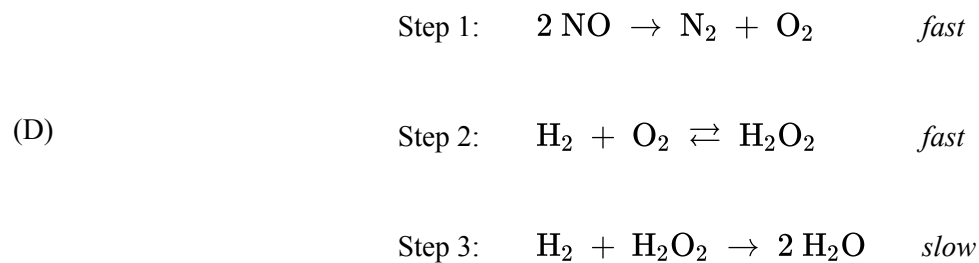 Step 1: 2 NO → N₂ + O₂ fast
(D) Step 2: H₂ + O₂ ⇄ H₂O₂ fast
Step 3: H₂ + H₂O₂ → 2 H₂O slow